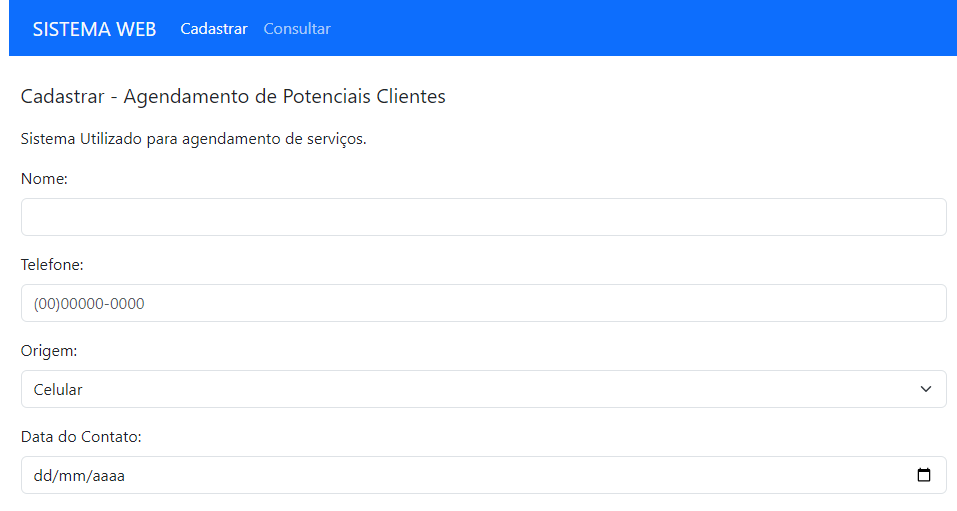 SISTEMA WEB Cadastrar Consultar
Cadastrar - Agendamento de Potenciais Clientes
Sistema Utilizado para agendamento de serviços.
Nome:
Telefone:
(00)00000-0000
Origem:
Celular
Data do Contato:
dd/mm/aaaa